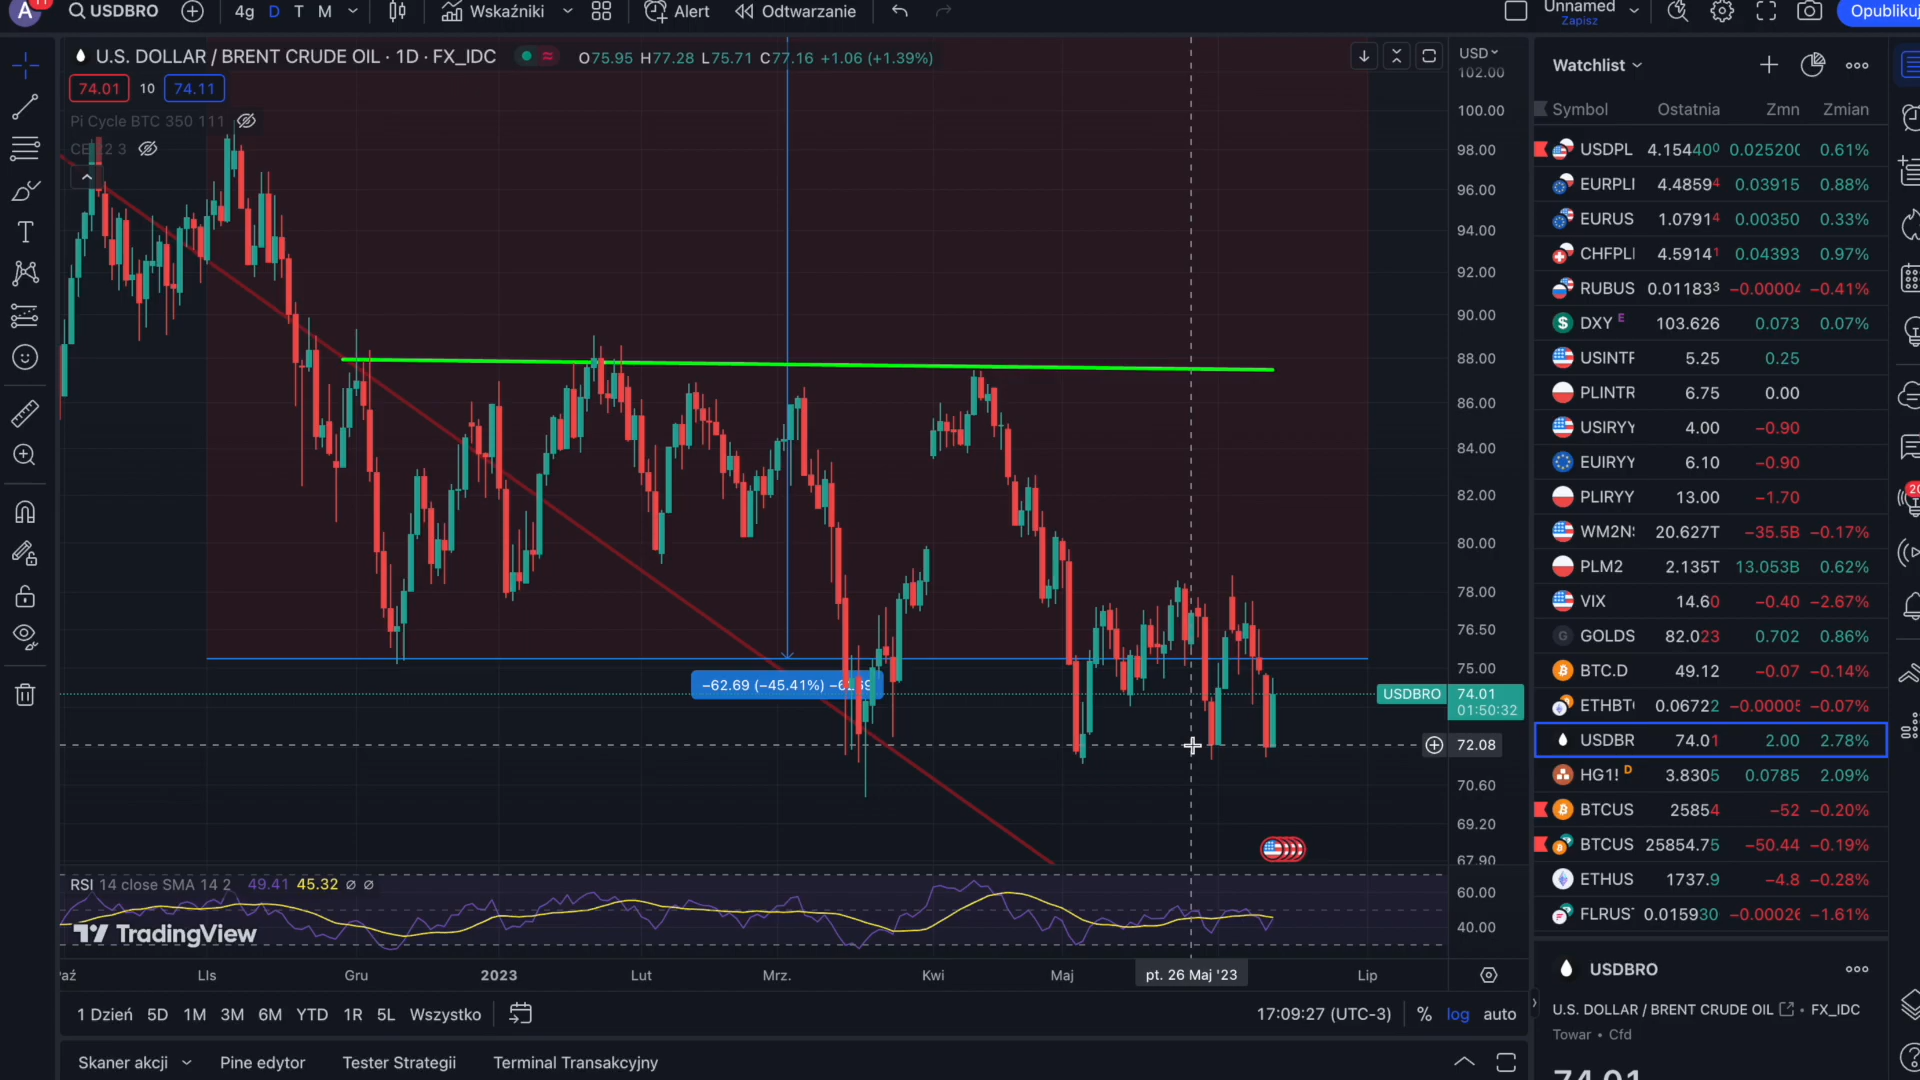 A 11 USDBRO 4g D T M Wskaźniki Alert Odtwarzanie Unnamed Opublikuj
Zapisz
U.S. DOLLAR / BRENT CRUDE OIL · 1D · FX_IDC O75.95 H77.28 L75.71 C77.16 +1.06 (+1.39%)
74.01 10 74.11
Pi Cycle BTC 350 111
USD
102.00
100.00
98.00
96.00
94.00
92.00
90.00
88.00
86.00
84.00
82.00
80.00
78.00
76.50
75.00
USDBRO 74.01
01:50:32
72.08
70.60
69.20
67.90
−62.69 (−45.41%)
RSI 14 close SMA 14 2 49.41 45.32 ∅ ∅
60.00
40.00
TradingView
LIs Gru 2023 Lut Mrz. Kwi Maj pt. 26 Maj '23 Lip
1 Dzień 5D 1M 3M 6M YTD 1R 5L Wszystko 17:09:27 (UTC-3) % log auto
Skaner akcji Pine edytor Tester Strategii Terminal Transakcyjny
Watchlist
Symbol Ostatnia Zmn Zmian
USDPL 4.154400 0.02520 0.61%
EURPL 4.48594 0.03915 0.88%
EURUS 1.07914 0.00350 0.33%
CHFPL 4.59141 0.04393 0.97%
RUBUS 0.011833 −0.00004 −0.41%
DXY E 103.626 0.073 0.07%
USINTR 5.25 0.25
PLINTR 6.75 0.00
USIRYY 4.00 −0.90
EUIRYY 6.10 −0.90
PLIRYY 13.00 −1.70
WM2N 20.627T −35.5B −0.17%
PLM2 2.135T 13.053B 0.62%
VIX 14.60 −0.40 −2.67%
GOLDS 82.023 0.702 0.86%
BTC.D 49.12 −0.07 −0.14%
ETHBT 0.06722 −0.00005 −0.07%
USDBR 74.01 2.00 2.78%
HG1! D 3.8305 0.0785 2.09%
BTCUS 25854 −52 −0.20%
BTCUS 25854.75 −50.44 −0.19%
ETHUS 1737.9 −4.8 −0.28%
FLRUS 0.015930 −0.00026 −1.61%
USDBRO
U.S. DOLLAR / BRENT CRUDE OIL • FX_IDC
Towar • Cfd
74.01